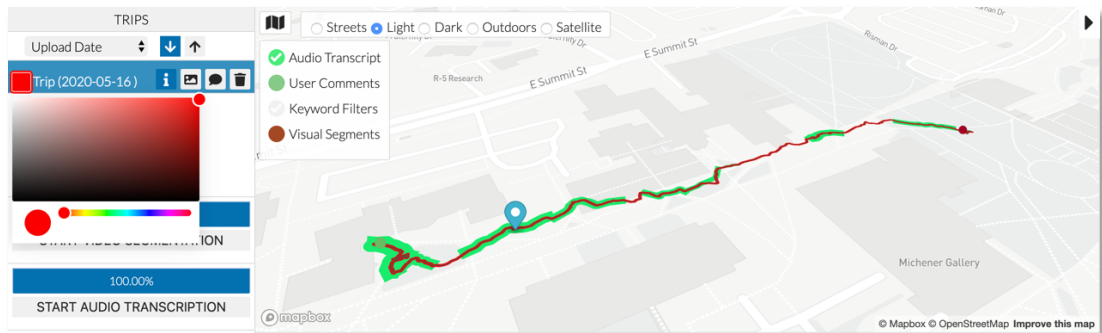 TRIPS
Upload Date
Trip (2020-05-16 )
START VIDEO SEGMENTATION
100.00%
START AUDIO TRANSCRIPTION
Streets Light Dark Outdoors Satellite
Audio Transcript
User Comments
Keyword Filters
Visual Segments
E Summit St
E Summit St
Risman Dr
R-5 Research
Michener Gallery
mapbox
© Mapbox © OpenStreetMap Improve this map